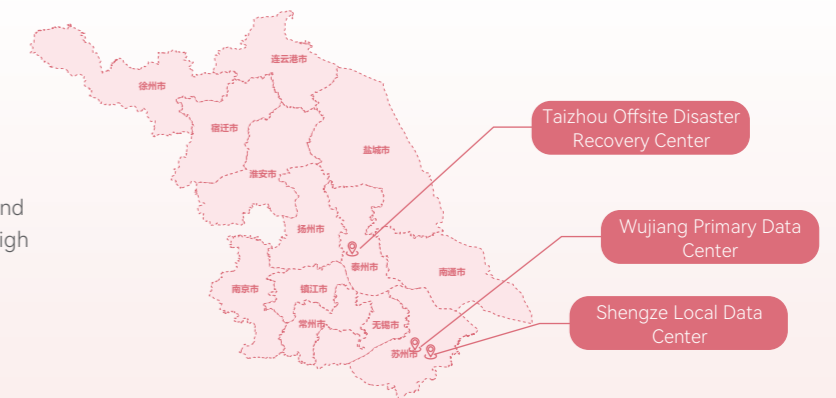 连云港市
徐州市
宿迁市
盐城市
淮安市
扬州市
泰州市
南通市
南京市
镇江市
常州市
无锡市
苏州市
Taizhou Offsite Disaster
Recovery Center
Wujiang Primary Data
Center
Shengze Local Data
Center